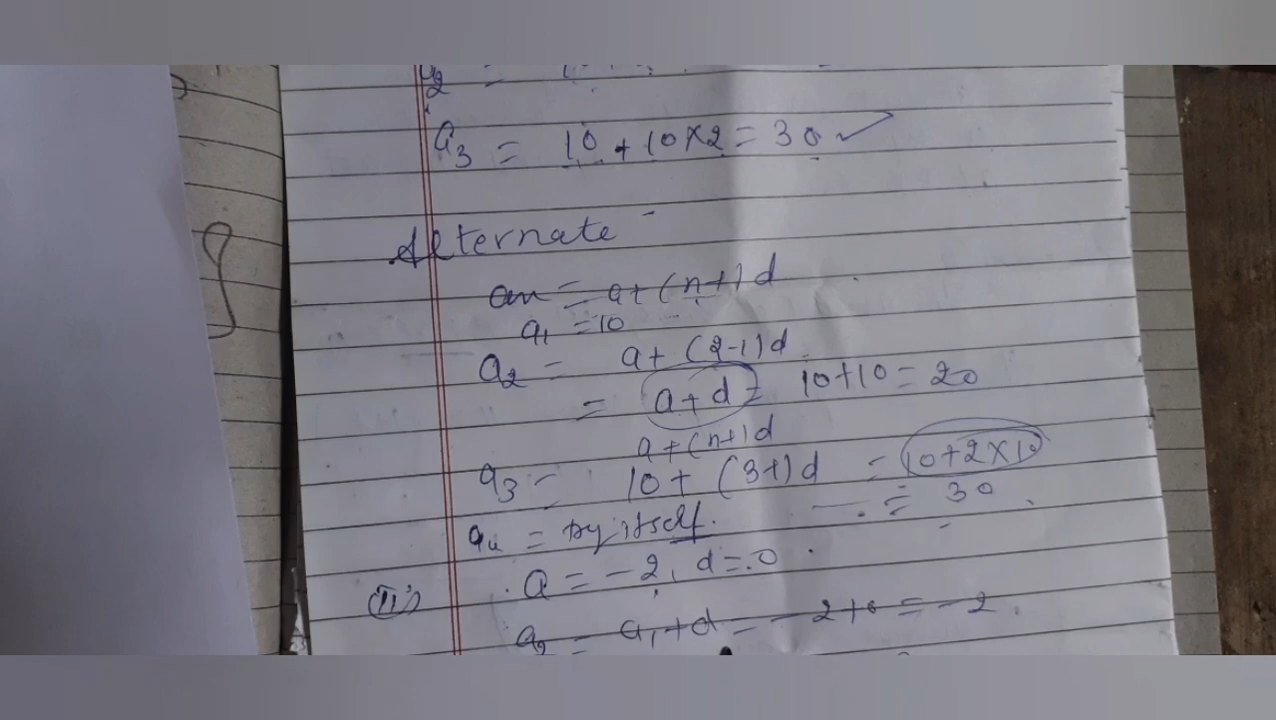 a3 = 10 + 10×2 = 30 ✓
Alternate
an = a+(n-1)d
a1 = 10
a2 = a+ (2-1)d
= a+d = 10+10 = 20
a+(n-1)d
a3 = 10 + (3-1)d = 10+2×10
= 30
a4 = by itself.
(ii) a = -2, d = 0
a2 = a1+d = -2+0 = -2